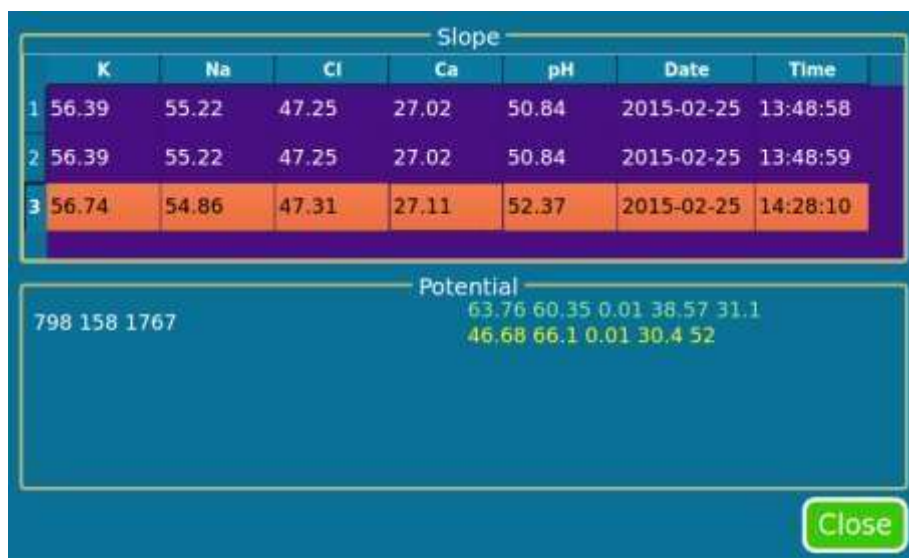 Slope
K Na Cl Ca pH Date Time
1 56.39 55.22 47.25 27.02 50.84 2015-02-25 13:48:58
2 56.39 55.22 47.25 27.02 50.84 2015-02-25 13:48:59
3 56.74 54.86 47.31 27.11 52.37 2015-02-25 14:28:10
Potential
798 158 1767
63.76 60.35 0.01 38.57 31.1
46.68 66.1 0.01 30.4 52
Close